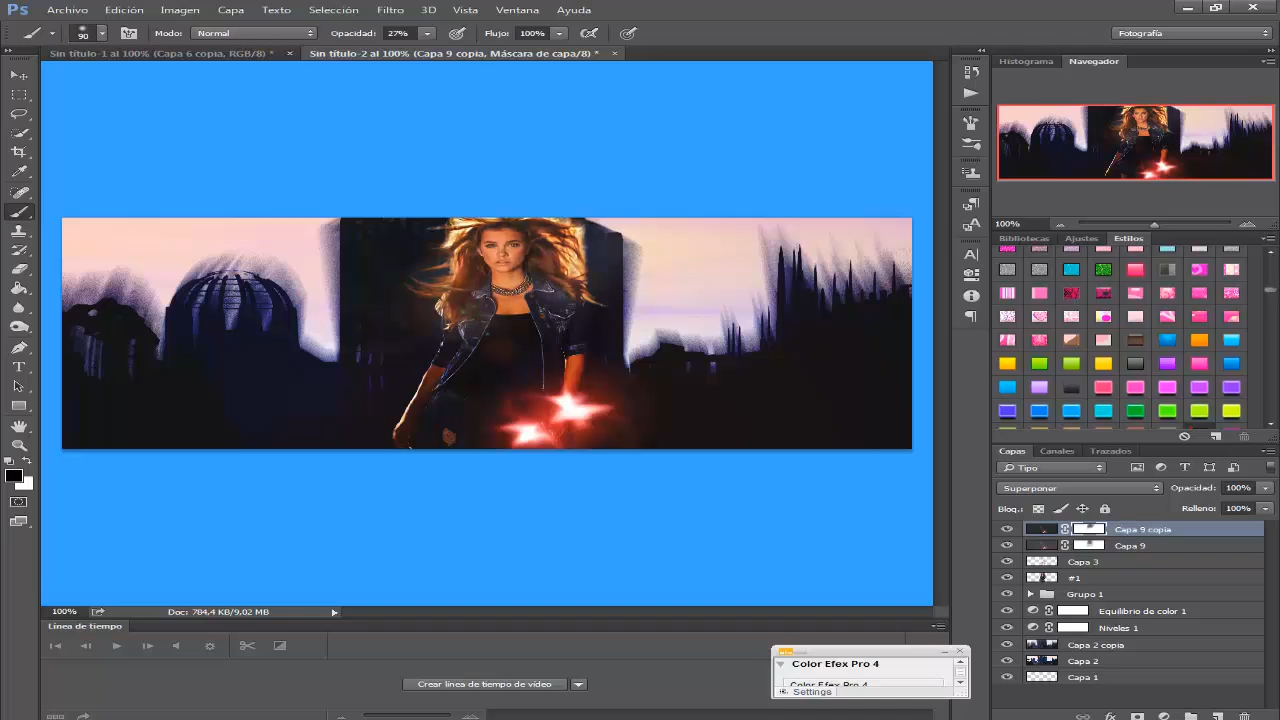 Ps Archivo Edición Imagen Capa Texto Selección Filtro 3D Vista Ventana Ayuda
90 Modo: Normal Opacidad: 27% Flujo: 100% Fotografía
Sin título-1 al 100% (Capa 6 copia, RGB/8) * × Sin título-2 al 100% (Capa 9 copia, Máscara de capa/8) * ×
Histograma Navegador
100%
Bibliotecas Ajustes Estilos
Capas Canales Trazados
Tipo
Superponer Opacidad: 100%
Bloq.: Relleno: 100%
Capa 9 copia
Capa 9
Capa 3
#1
Grupo 1
Equilibrio de color 1
Niveles 1
Capa 2 copia
Capa 2
Capa 1
100% Doc: 784,4 KB/9,02 MB
Línea de tiempo
Crear línea de tiempo de vídeo
Color Efex Pro 4
Color Efex Pro 4
Settings